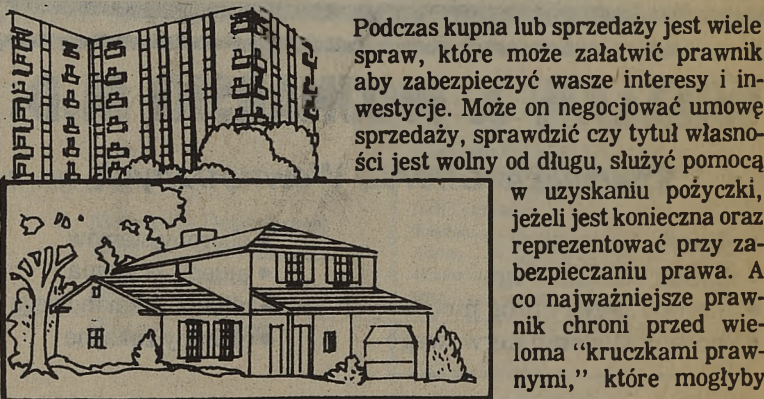 Podczas kupna lub sprzedaży jest wiele
spraw, które może załatwić prawnik
aby zabezpieczyć wasze interesy i in-
westycje. Może on negocjować umowę
sprzedaży, sprawdzić czy tytuł własno-
ści jest wolny od długu, służyć pomocą
w uzyskaniu pożyczki,
jeżeli jest konieczna oraz
reprezentować przy za-
bezpieczaniu prawa. A
co najważniejsze praw-
nik chroni przed wie-
loma “kruczkami praw-
nymi,” które mogłyby